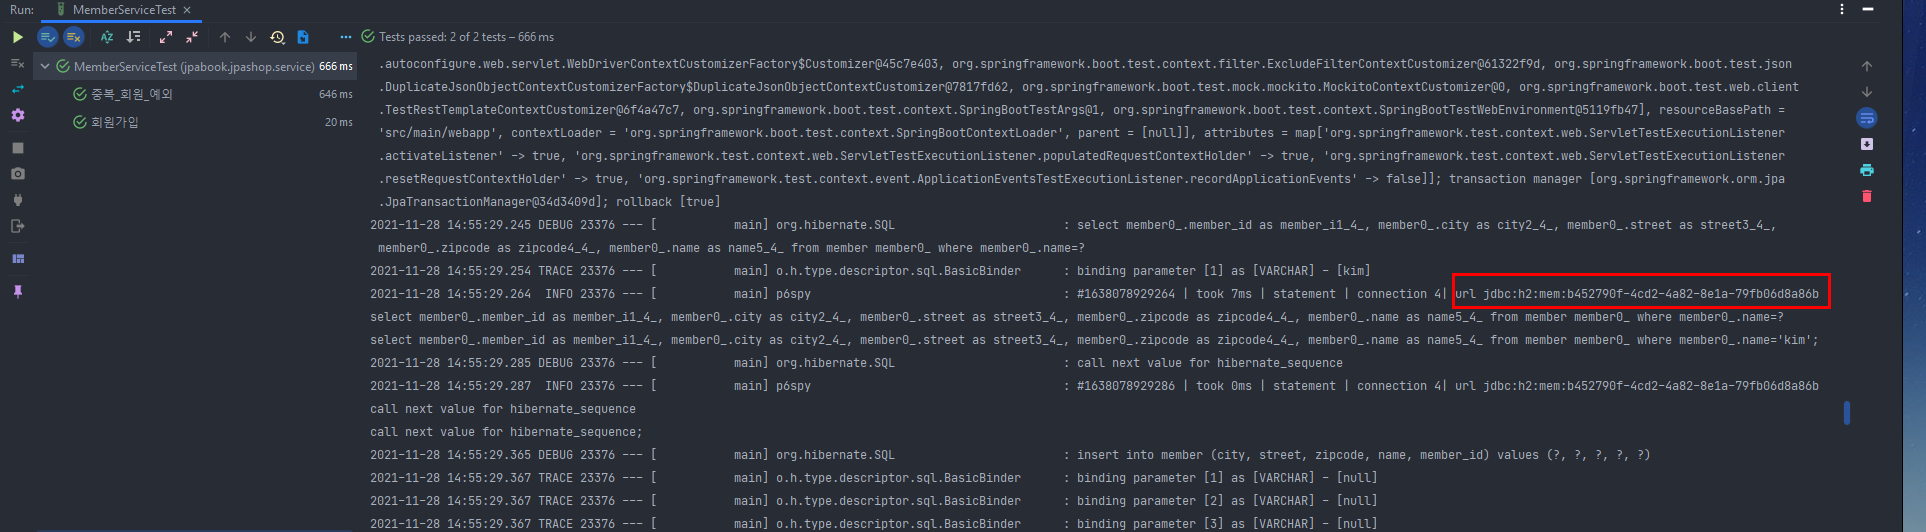 Run:
MemberServiceTest ×
Tests passed: 2 of 2 tests – 666 ms
MemberServiceTest (jpabook.jpashop.service) 666 ms
중복_회원_예외 646 ms
회원가입 20 ms
.autoconfigure.web.servlet.WebDriverContextCustomizerFactory$Customizer@45c7e403, org.springframework.boot.test.context.filter.ExcludeFilterContextCustomizer@61322f9d, org.springframework.boot.test.json
.DuplicateJsonObjectContextCustomizerFactory$DuplicateJsonObjectContextCustomizer@7817fd62, org.springframework.boot.test.mock.mockito.MockitoContextCustomizer@0, org.springframework.boot.test.web.client
.TestRestTemplateContextCustomizer@6f4a47c7, org.springframework.boot.test.context.SpringBootTestArgs@1, org.springframework.boot.test.context.SpringBootTestWebEnvironment@5119fb47], resourceBasePath =
'src/main/webapp', contextLoader = 'org.springframework.boot.test.context.SpringBootContextLoader', parent = [null]], attributes = map['org.springframework.test.context.web.ServletTestExecutionListener
.activateListener' -> true, 'org.springframework.test.context.web.ServletTestExecutionListener.populatedRequestContextHolder' -> true, 'org.springframework.test.context.web.ServletTestExecutionListener
.resetRequestContextHolder' -> true, 'org.springframework.test.context.event.ApplicationEventsTestExecutionListener.recordApplicationEvents' -> false]]; transaction manager [org.springframework.orm.jpa
.JpaTransactionManager@34d3409d]; rollback [true]
2021-11-28 14:55:29.245 DEBUG 23376 --- [ main] org.hibernate.SQL : select member0_.member_id as member_i1_4_, member0_.city as city2_4_, member0_.street as street3_4_,
member0_.zipcode as zipcode4_4_, member0_.name as name5_4_ from member member0_ where member0_.name=?
2021-11-28 14:55:29.254 TRACE 23376 --- [ main] o.h.type.descriptor.sql.BasicBinder : binding parameter [1] as [VARCHAR] - [kim]
2021-11-28 14:55:29.264 INFO 23376 --- [ main] p6spy : #1638078929264 | took 7ms | statement | connection 4| url jdbc:h2:mem:b452790f-4cd2-4a82-8e1a-79fb06d8a86b
select member0_.member_id as member_i1_4_, member0_.city as city2_4_, member0_.street as street3_4_, member0_.zipcode as zipcode4_4_, member0_.name as name5_4_ from member member0_ where member0_.name=?
select member0_.member_id as member_i1_4_, member0_.city as city2_4_, member0_.street as street3_4_, member0_.zipcode as zipcode4_4_, member0_.name as name5_4_ from member member0_ where member0_.name='kim';
2021-11-28 14:55:29.285 DEBUG 23376 --- [ main] org.hibernate.SQL : call next value for hibernate_sequence
2021-11-28 14:55:29.287 INFO 23376 --- [ main] p6spy : #1638078929286 | took 0ms | statement | connection 4| url jdbc:h2:mem:b452790f-4cd2-4a82-8e1a-79fb06d8a86b
call next value for hibernate_sequence
call next value for hibernate_sequence;
2021-11-28 14:55:29.365 DEBUG 23376 --- [ main] org.hibernate.SQL : insert into member (city, street, zipcode, name, member_id) values (?, ?, ?, ?, ?)
2021-11-28 14:55:29.367 TRACE 23376 --- [ main] o.h.type.descriptor.sql.BasicBinder : binding parameter [1] as [VARCHAR] - [null]
2021-11-28 14:55:29.367 TRACE 23376 --- [ main] o.h.type.descriptor.sql.BasicBinder : binding parameter [2] as [VARCHAR] - [null]
2021-11-28 14:55:29.367 TRACE 23376 --- [ main] o.h.type.descriptor.sql.BasicBinder : binding parameter [3] as [VARCHAR] - [null]